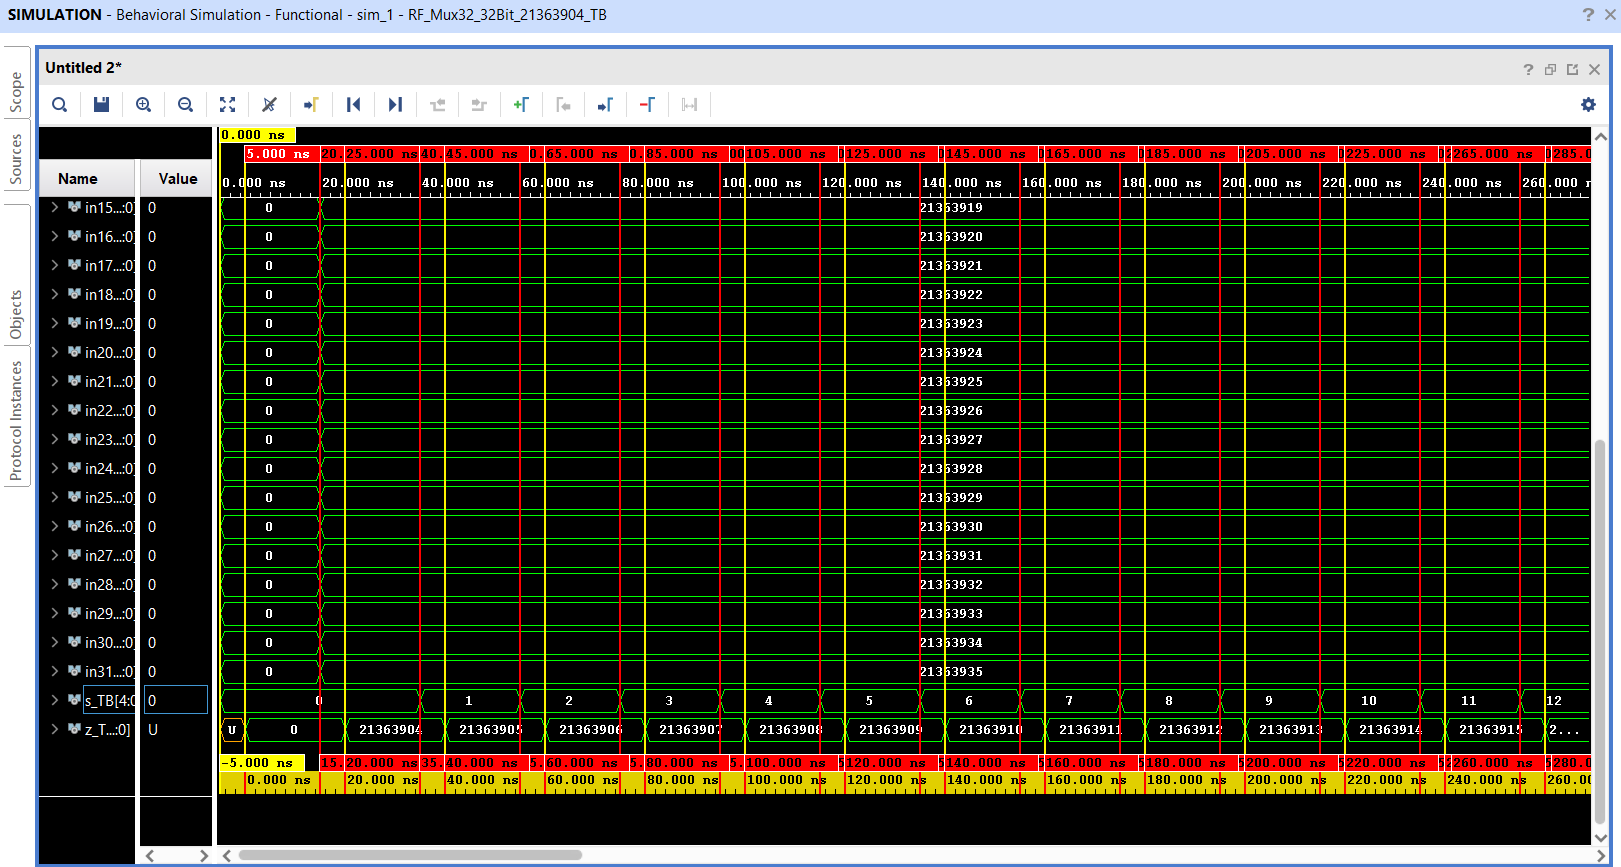 SIMULATION - Behavioral Simulation - Functional - sim_1 - RF_Mux32_32Bit_21363904_TB
Scope
Sources
Objects
Protocol Instances
Untitled 2*
0.000 ns
5.000 ns 20. 25.000 ns 40. 45.000 ns 0. 65.000 ns 0. 85.000 ns 00 105.000 ns 125.000 ns 145.000 ns 165.000 ns 185.000 ns 205.000 ns 225.000 ns 265.000 ns 285.0
Name Value
0.000 ns 20.000 ns 40.000 ns 60.000 ns 80.000 ns 100.000 ns 120.000 ns 140.000 ns 160.000 ns 180.000 ns 200.000 ns 220.000 ns 240.000 ns 260.000 n
in15...:0] 0 0 21363919
in16...:0] 0 0 21363920
in17...:0] 0 0 21363921
in18...:0] 0 0 21363922
in19...:0] 0 0 21363923
in20...:0] 0 0 21363924
in21...:0] 0 0 21363925
in22...:0] 0 0 21363926
in23...:0] 0 0 21363927
in24...:0] 0 0 21363928
in25...:0] 0 0 21363929
in26...:0] 0 0 21363930
in27...:0] 0 0 21363931
in28...:0] 0 0 21363932
in29...:0] 0 0 21363933
in30...:0] 0 0 21363934
in31...:0] 0 0 21363935
s_TB[4:0 0 0 1 2 3 4 5 6 7 8 9 10 11 12
z_T...:0] U U 0 21363904 21363905 21363906 21363907 21363908 21363909 21363910 21363911 21363912 21363913 21363914 21363915 2...
-5.000 ns 15. 20.000 ns 35. 40.000 ns 5. 60.000 ns 5. 80.000 ns 5. 100.000 ns 120.000 ns 140.000 ns 160.000 ns 180.000 ns 200.000 ns 220.000 ns 260.000 ns 280.0
0.000 ns 20.000 ns 40.000 ns 60.000 ns 80.000 ns 100.000 ns 120.000 ns 140.000 ns 160.000 ns 180.000 ns 200.000 ns 220.000 ns 240.000 ns 260.0